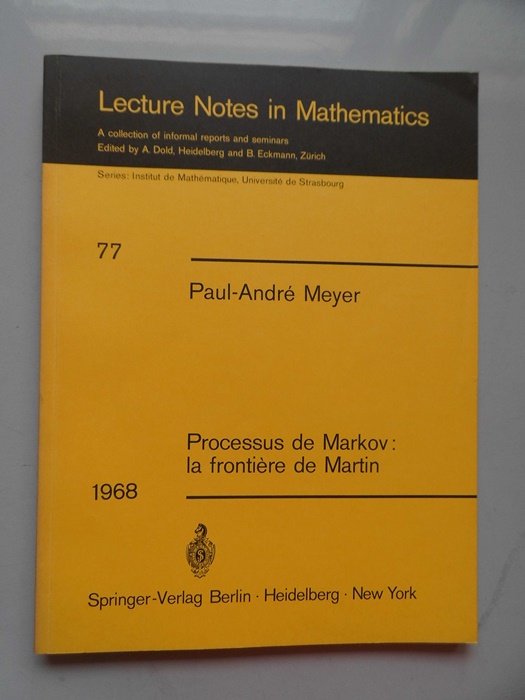 Lecture Notes in Mathematics
A collection of informal reports and seminars
Edited by A. Dold, Heidelberg and B. Eckmann, Zürich
Series: Institut de Mathématique, Université de Strasbourg
77
Paul-André Meyer
Processus de Markov:
la frontière de Martin
1968
Springer-Verlag Berlin · Heidelberg · New York